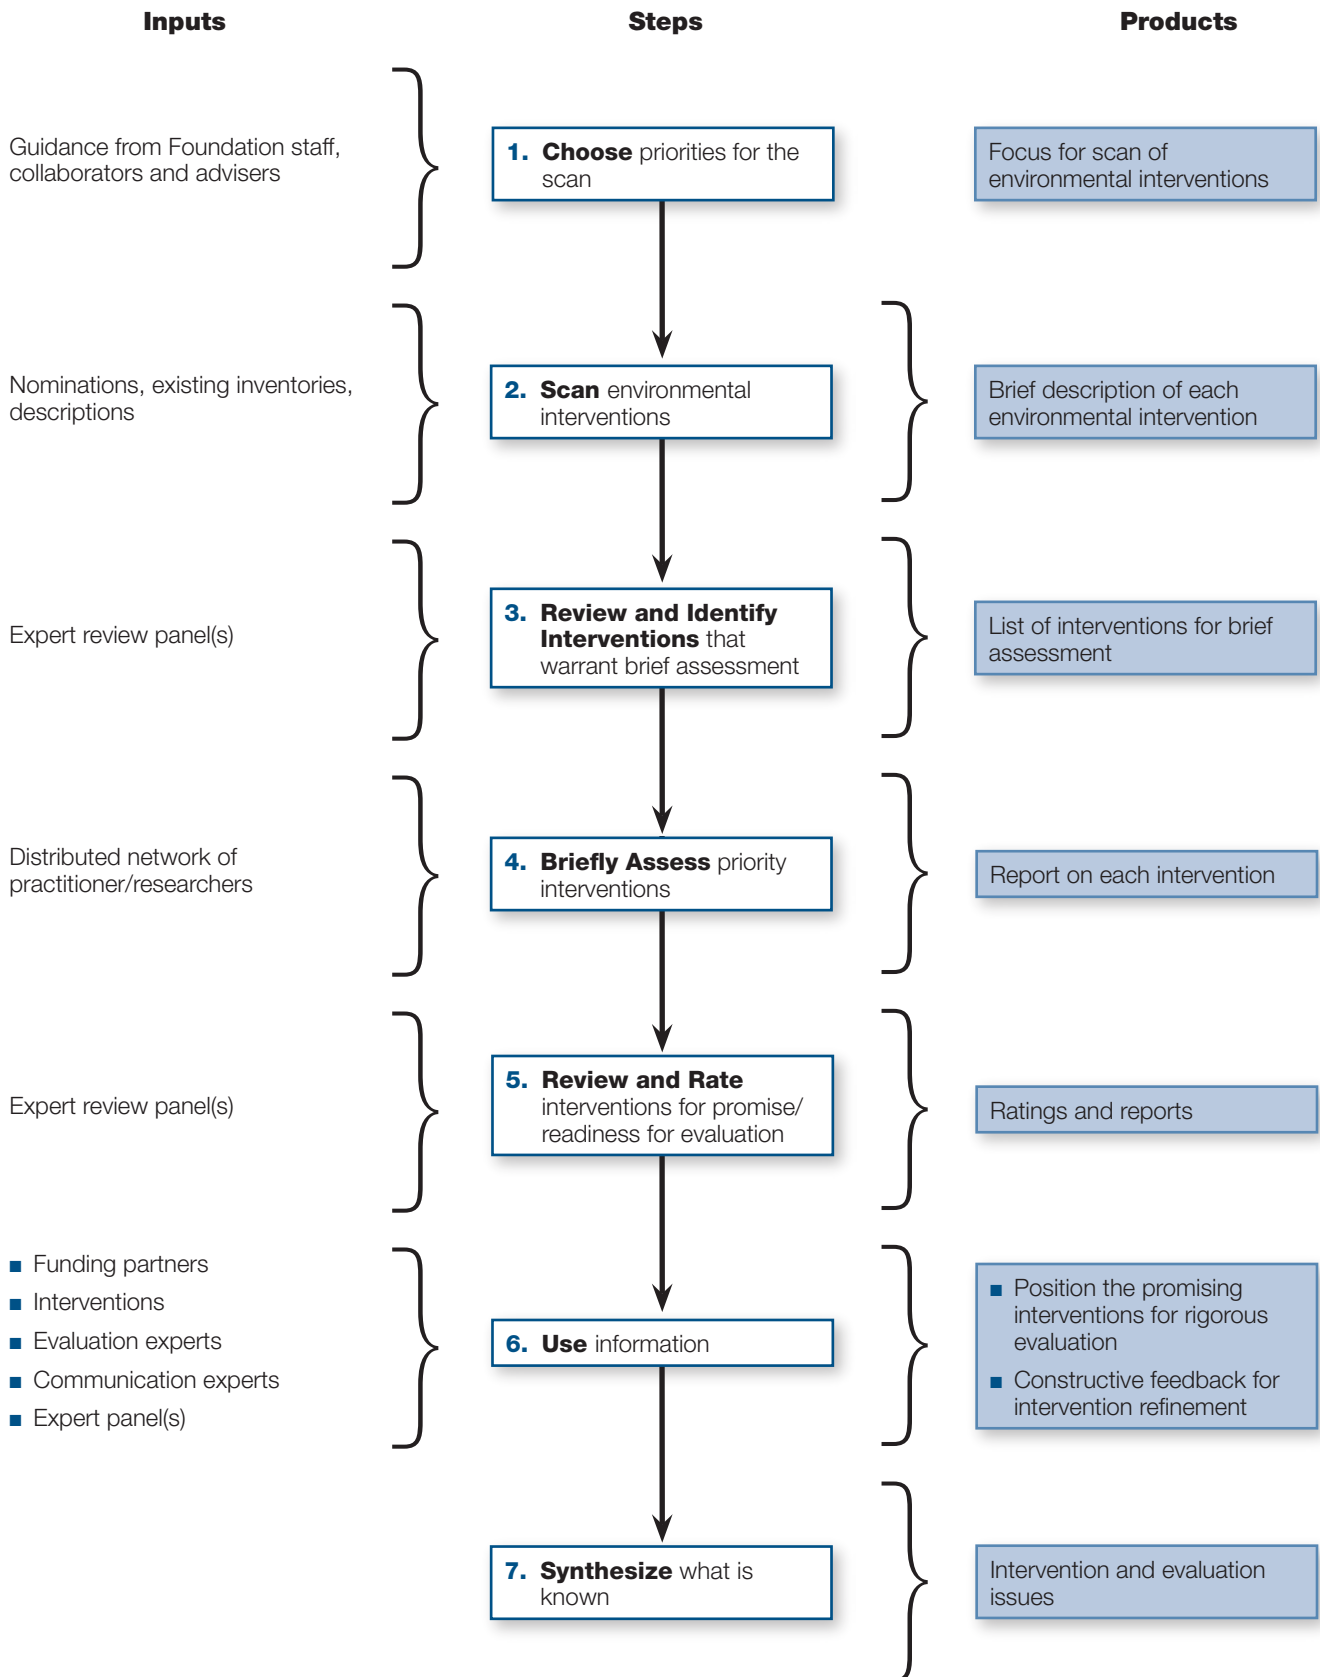 Inputs
Steps
Products
Guidance from Foundation staff,
collaborators and advisers
1. Choose priorities for the
scan
Focus for scan of
environmental interventions
Nominations, existing inventories,
descriptions
2. Scan environmental
interventions
Brief description of each
environmental intervention
Expert review panel(s)
3. Review and Identify
Interventions that
warrant brief assessment
List of interventions for brief
assessment
Distributed network of
practitioner/researchers
4. Briefly Assess priority
interventions
Report on each intervention
Expert review panel(s)
5. Review and Rate
interventions for promise/
readiness for evaluation
Ratings and reports
■ Funding partners
■ Interventions
■ Evaluation experts
■ Communication experts
■ Expert panel(s)
6. Use information
■ Position the promising
interventions for rigorous
evaluation
■ Constructive feedback for
intervention refinement
7. Synthesize what is
known
Intervention and evaluation
issues